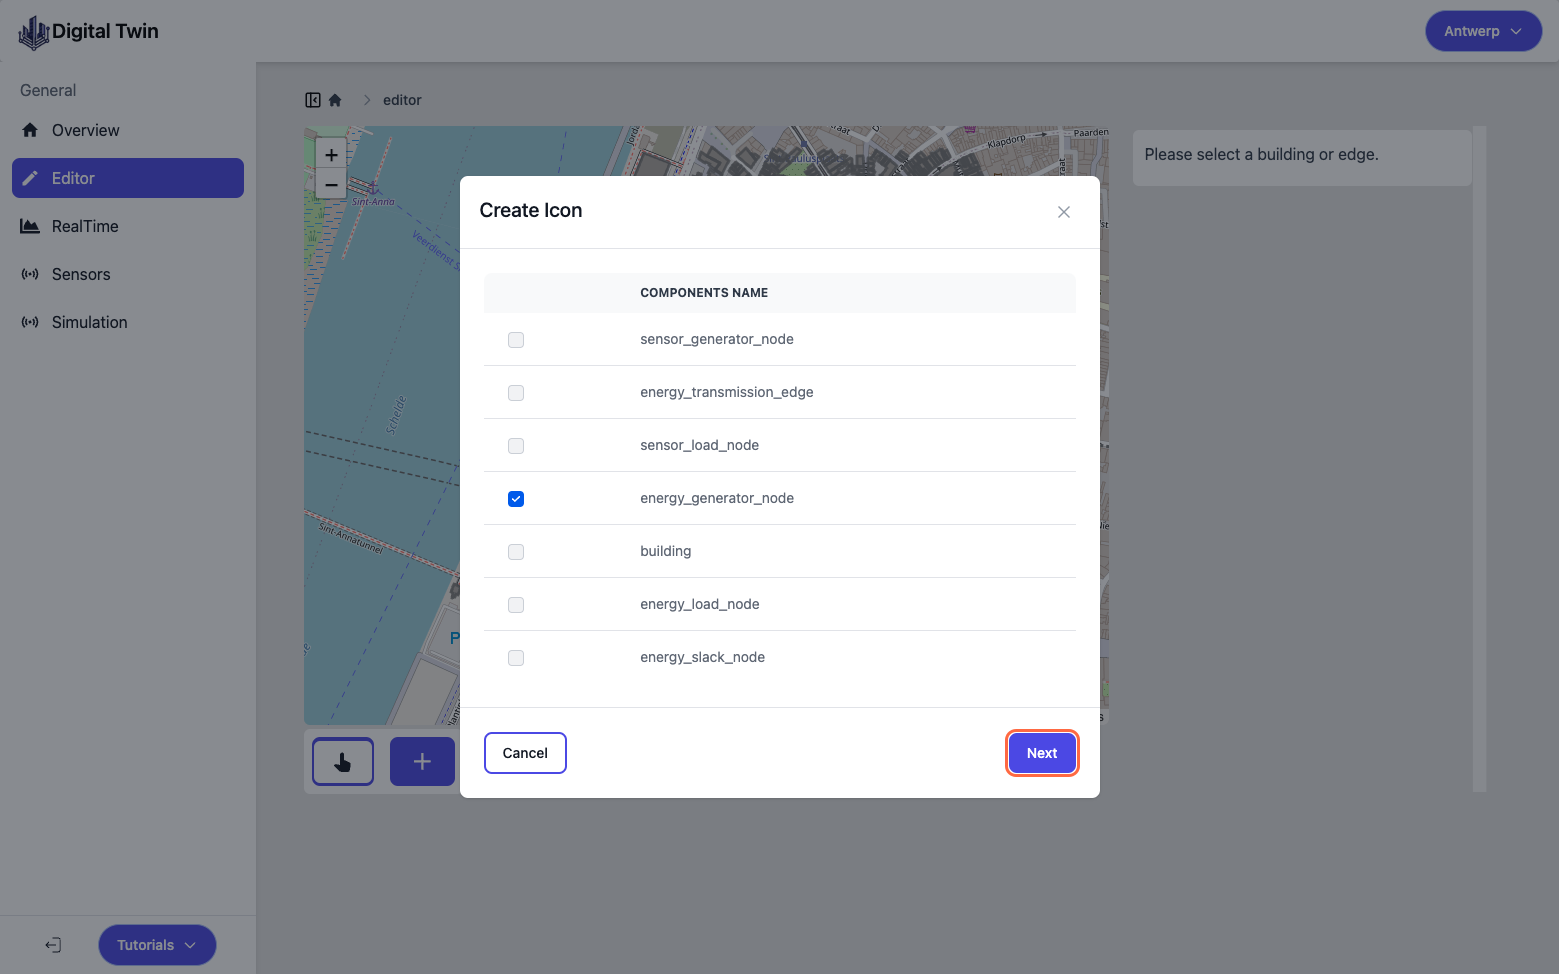 Digital Twin
Antwerp
General
Overview
Editor
RealTime
Sensors
Simulation
editor
+
−
Sint-Anna
Veerdienst S
Schelde
Sint-Annatunnel
P
Klapdorp
Paarden
Please select a building or edge.
Create Icon
COMPONENTS NAME
sensor_generator_node
energy_transmission_edge
sensor_load_node
energy_generator_node
building
energy_load_node
energy_slack_node
Cancel
Next
+
Tutorials